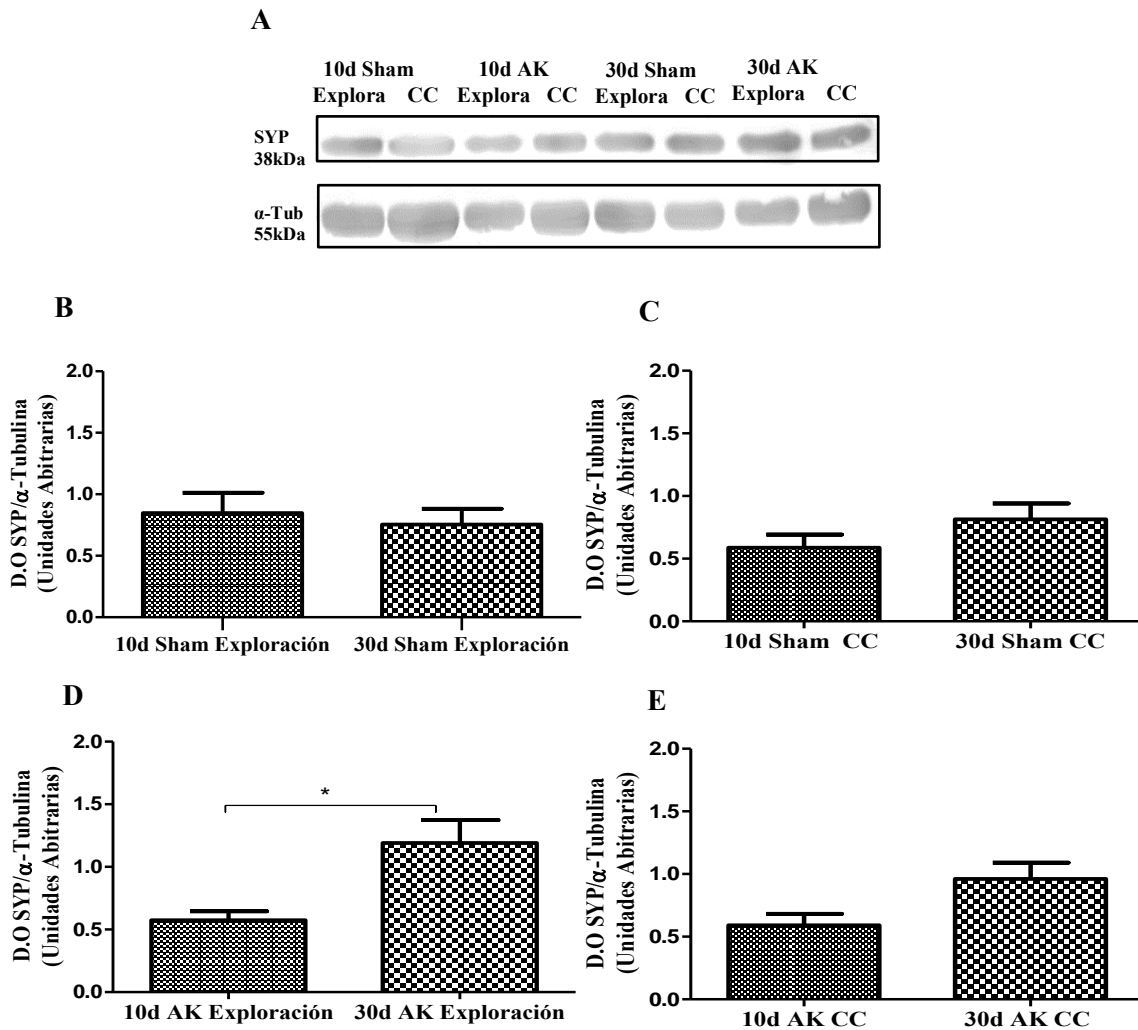 A
10d Sham 10d AK 30d Sham 30d AK
Explora CC Explora CC Explora CC Explora CC
SYP
38kDa
α-Tub
55kDa
B
D.O SYP/α-Tubulina
(Unidades Abitrarias)
2.0
1.5
1.0
0.5
0.0
10d Sham Exploración 30d Sham Exploración
C
D.O SYP/α-Tubulina
(Unidades Abitrarias)
2.0
1.5
1.0
0.5
0.0
10d Sham CC 30d Sham CC
D
D.O SYP/α-Tubulina
(Unidades Abitrarias)
2.0
1.5
1.0
0.5
0.0
*
10d AK Exploración 30d AK Exploración
E
D.O SYP/α-Tubulina
(Unidades Abitrarias)
2.0
1.5
1.0
0.5
0.0
10d AK CC 30d AK CC